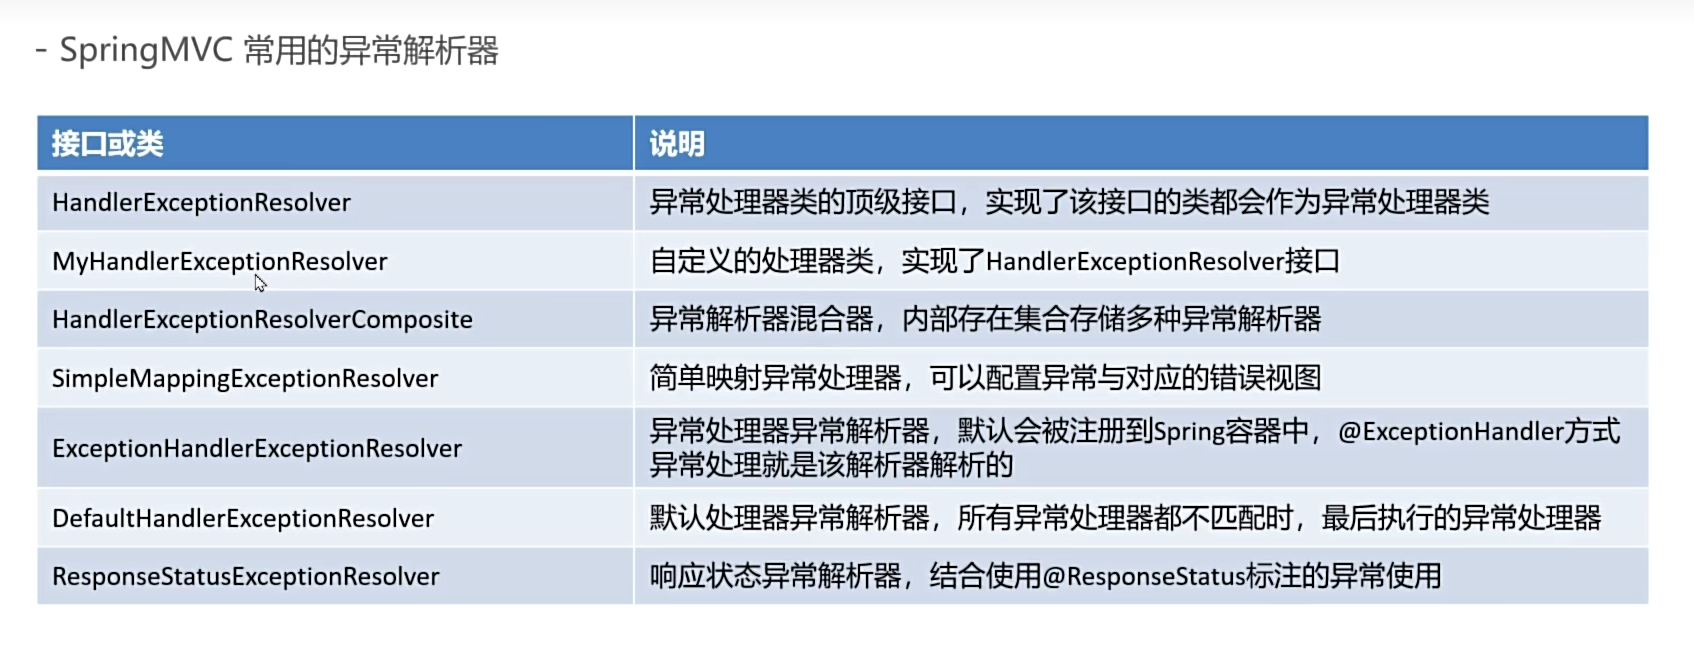 - SpringMVC 常用的异常解析器
接口或类
说明
HandlerExceptionResolver
异常处理器类的顶级接口，实现了该接口的类都会作为异常处理器类
MyHandlerExceptionResolver
自定义的处理器类，实现了HandlerExceptionResolver接口
HandlerExceptionResolverComposite
异常解析器混合器，内部存在集合存储多种异常解析器
SimpleMappingExceptionResolver
简单映射异常处理器，可以配置异常与对应的错误视图
ExceptionHandlerExceptionResolver
异常处理器异常解析器，默认会被注册到Spring容器中，@ExceptionHandler方式
异常处理就是该解析器解析的
DefaultHandlerExceptionResolver
默认处理器异常解析器，所有异常处理器都不匹配时，最后执行的异常处理器
ResponseStatusExceptionResolver
响应状态异常解析器，结合使用@ResponseStatus标注的异常使用